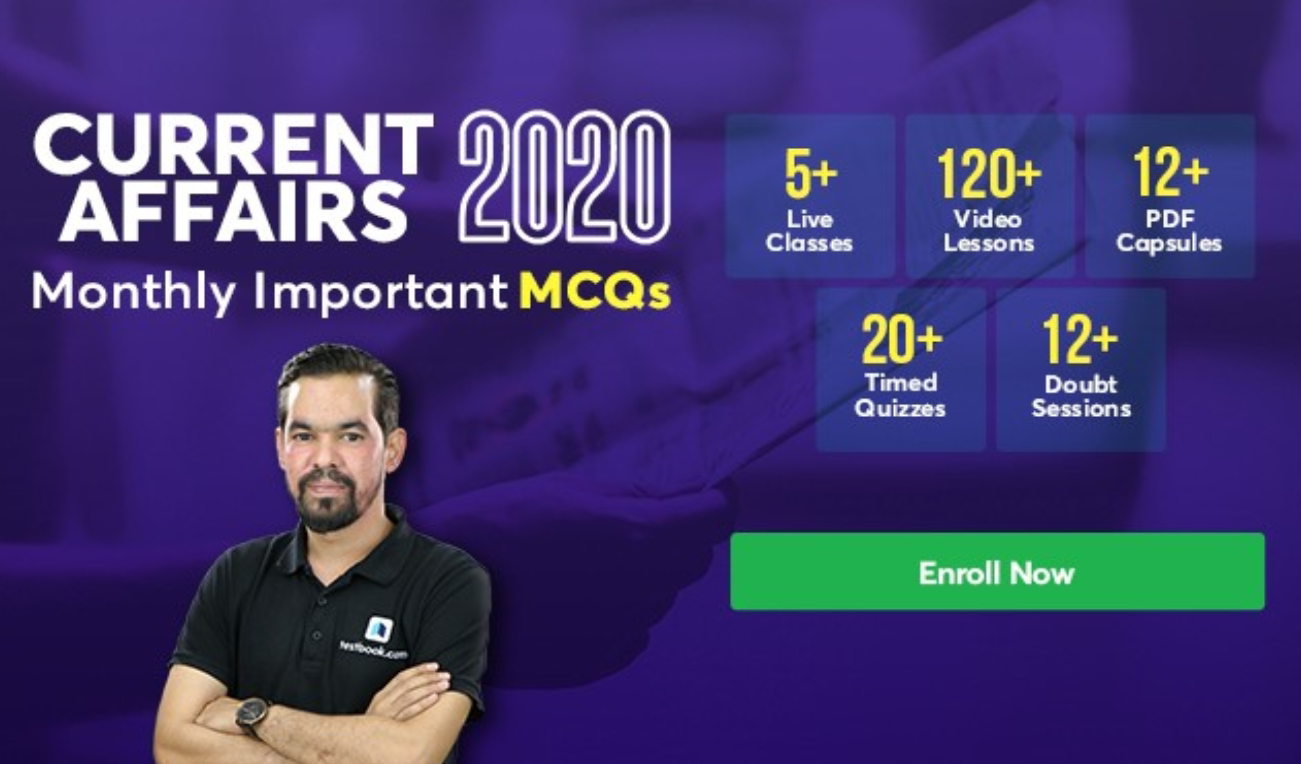 CURRENT
AFFAIRS
2020
Monthly Important MCQs
5+
Live
Classes
120+
Video
Lessons
12+
PDF
Capsules
20+
Timed
Quizzes
12+
Doubt
Sessions
Enroll Now
testbook.com